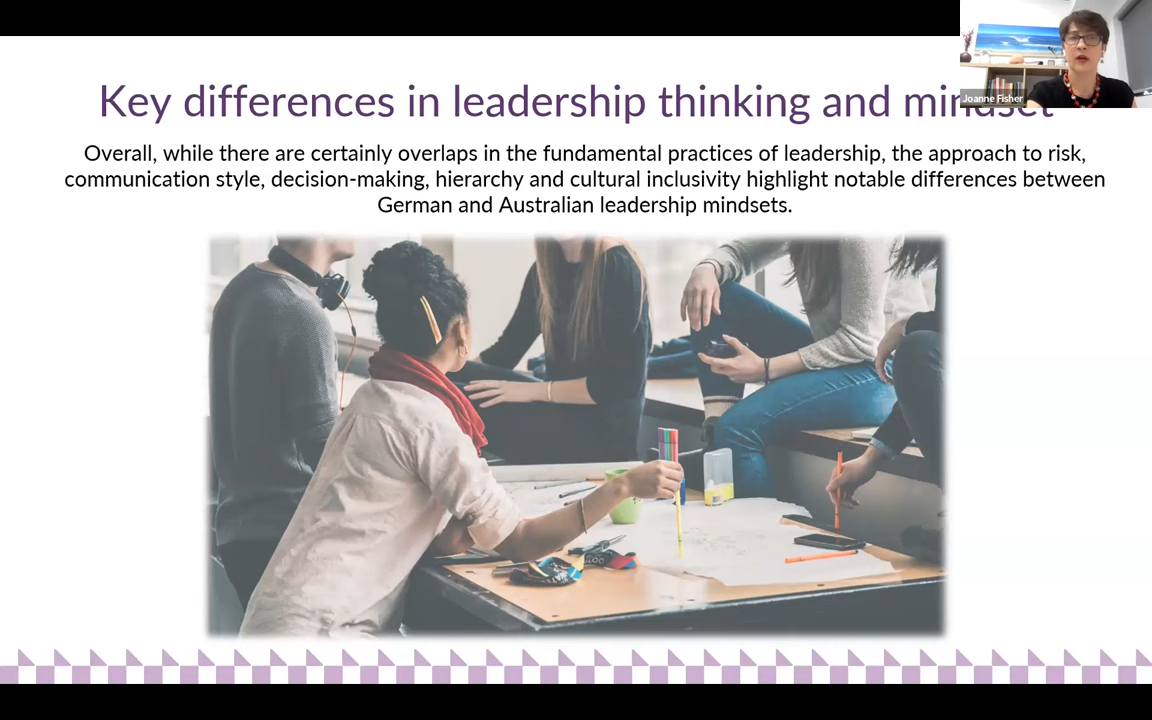 Key differences in leadership thinking and mindset
Joanne Fisher
Overall, while there are certainly overlaps in the fundamental practices of leadership, the approach to risk,
communication style, decision-making, hierarchy and cultural inclusivity highlight notable differences between
German and Australian leadership mindsets.